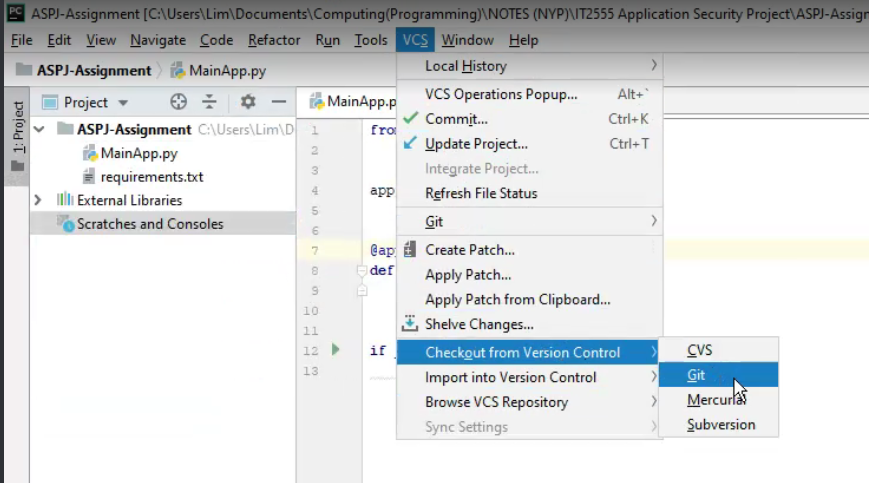 PC ASPJ-Assignment [C:\Users\Lim\Documents\Computing(Programming)\NOTES (NYP)\IT2555 Application Security Project\ASPJ-Assignm
File Edit View Navigate Code Refactor Run Tools VCS Window Help
ASPJ-Assignment MainApp.py
1: Project
Project
ASPJ-Assignment C:\Users\Lim\D
MainApp.py
requirements.txt
External Libraries
Scratches and Consoles
MainApp.p
1 from
2
3
4 app
5
6
7 @ap
8 def
9
10
11
12 if
13
Local History
VCS Operations Popup... Alt+`
Commit... Ctrl+K
Update Project... Ctrl+T
Integrate Project...
Refresh File Status
Git
Create Patch...
Apply Patch...
Apply Patch from Clipboard...
Shelve Changes...
Checkout from Version Control
Import into Version Control
Browse VCS Repository
Sync Settings
CVS
Git
Mercurial
Subversion